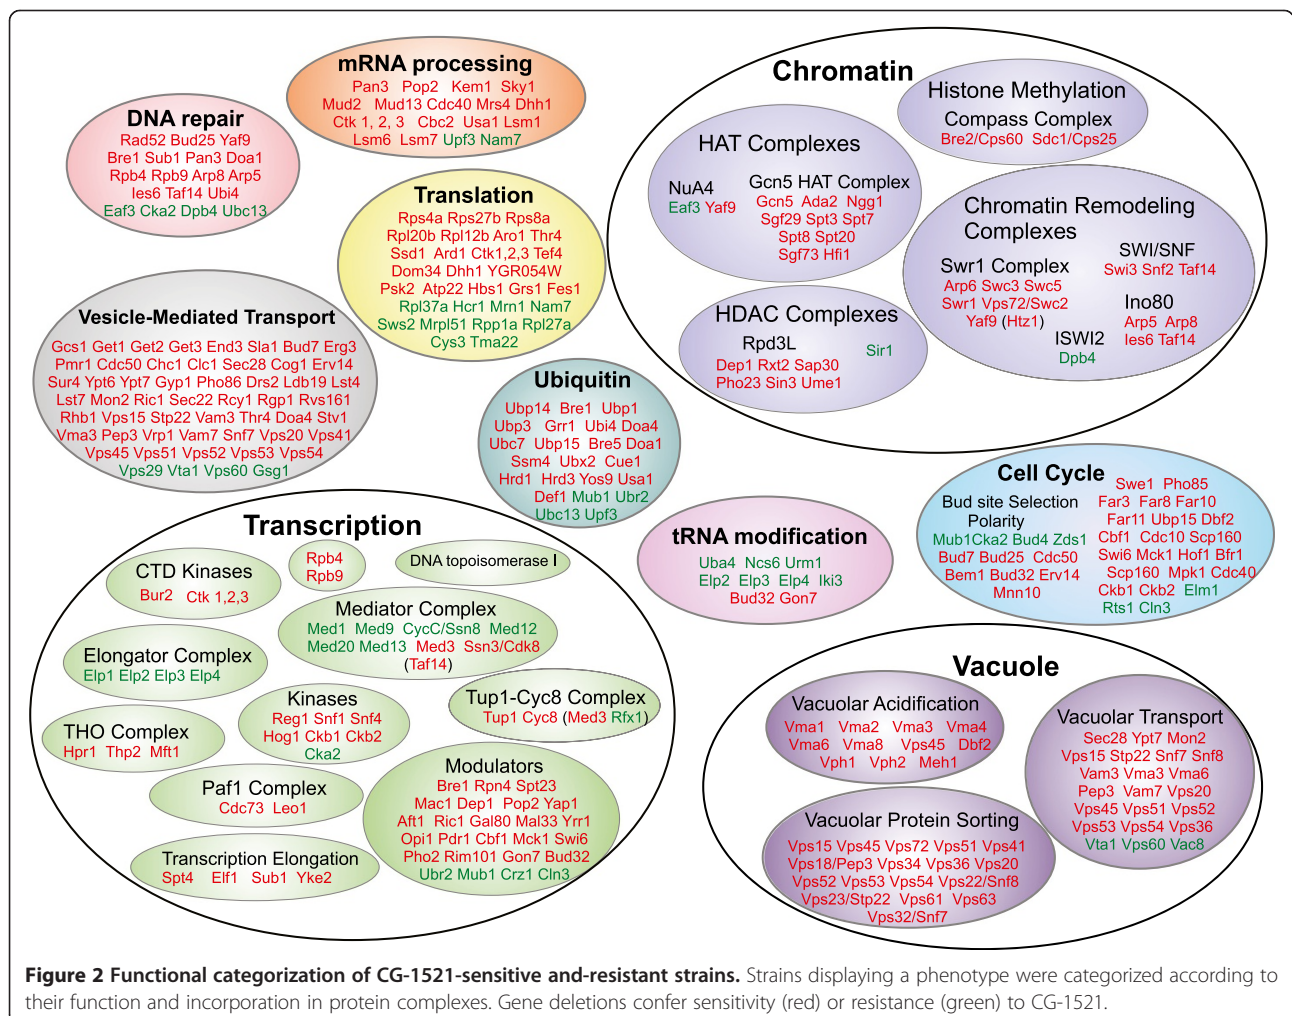 mRNA processing
Pan3 Pop2 Kem1 Sky1
Mud2 Mud13 Cdc40 Mrs4 Dhh1
Ctk 1, 2, 3 Cbc2 Usa1 Lsm1
Lsm6 Lsm7 Upf3 Nam7
DNA repair
Rad52 Bud25 Yaf9
Bre1 Sub1 Pan3 Doa1
Rpb4 Rpb9 Arp8 Arp5
Ies6 Taf14 Ubi4
Eaf3 Cka2 Dpb4 Ubc13
Translation
Rps4a Rps27b Rps8a
Rpl20b Rpl12b Aro1 Thr4
Ssd1 Ard1 Ctk1,2,3 Tef4
Dom34 Dhh1 YGR054W
Psk2 Atp22 Hbs1 Grs1 Fes1
Rpl37a Hcr1 Mrn1 Nam7
Sws2 Mrpl51 Rpp1a Rpl27a
Cys3 Tma22
Vesicle-Mediated Transport
Gcs1 Get1 Get2 Get3 End3 Sla1 Bud7 Erg3
Pmr1 Cdc50 Chc1 Clc1 Sec28 Cog1 Erv14
Sur4 Ypt6 Ypt7 Gyp1 Pho86 Drs2 Ldb19 Lst4
Lst7 Mon2 Ric1 Sec22 Rcy1 Rgp1 Rvs161
Rhb1 Vps15 Stp22 Vam3 Thr4 Doa4 Stv1
Vma3 Pep3 Vrp1 Vam7 Snf7 Vps20 Vps41
Vps45 Vps51 Vps52 Vps53 Vps54
Vps29 Vta1 Vps60 Gsg1
Ubiquitin
Ubp14 Bre1 Ubp1
Ubp3 Grr1 Ubi4 Doa4
Ubc7 Ubp15 Bre5 Doa1
Ssm4 Ubx2 Cue1
Hrd1 Hrd3 Yos9 Usa1
Def1 Mub1 Ubr2
Ubc13 Upf3
Chromatin
Histone Methylation
Compass Complex
Bre2/Cps60 Sdc1/Cps25
HAT Complexes
NuA4
Eaf3 Yaf9
Gcn5 HAT Complex
Gcn5 Ada2 Ngg1
Sgf29 Spt3 Spt7
Spt8 Spt20
Sgf73 Hfi1
Chromatin Remodeling
Complexes
SWI/SNF
Swi3 Snf2 Taf14
Swr1 Complex
Arp6 Swc3 Swc5
Swr1 Vps72/Swc2
Yaf9 (Htz1)
Ino80
Arp5 Arp8
Ies6 Taf14
ISWI2
Dpb4
HDAC Complexes
Rpd3L
Dep1 Rxt2 Sap30
Pho23 Sin3 Ume1
Sir1
tRNA modification
Uba4 Ncs6 Urm1
Elp2 Elp3 Elp4 Iki3
Bud32 Gon7
Cell Cycle
Bud site Selection
Polarity
Mub1Cka2 Bud4 Zds1
Bud7 Bud25 Cdc50
Bem1 Bud32 Erv14
Mnn10
Swe1 Pho85
Far3 Far8 Far10
Far11 Ubp15 Dbf2
Cbf1 Cdc10 Scp160
Swi6 Mck1 Hof1 Bfr1
Scp160 Mpk1 Cdc40
Ckb1 Ckb2 Elm1
Rts1 Cln3
Transcription
CTD Kinases
Bur2 Ctk 1,2,3
Rpb4
Rpb9
DNA topoisomerase I
Mediator Complex
Med1 Med9 CycC/Ssn8 Med12
Med20 Med13 Med3 Ssn3/Cdk8
(Taf14)
Elongator Complex
Elp1 Elp2 Elp3 Elp4
Kinases
Reg1 Snf1 Snf4
Hog1 Ckb1 Ckb2
Cka2
Tup1-Cyc8 Complex
Tup1 Cyc8 (Med3 Rfx1)
THO Complex
Hpr1 Thp2 Mft1
Paf1 Complex
Cdc73 Leo1
Modulators
Bre1 Rpn4 Spt23
Mac1 Dep1 Pop2 Yap1
Aft1 Ric1 Gal80 Mal33 Yrr1
Opi1 Pdr1 Cbf1 Mck1 Swi6
Pho2 Rim101 Gon7 Bud32
Ubr2 Mub1 Crz1 Cln3
Transcription Elongation
Spt4 Elf1 Sub1 Yke2
Vacuole
Vacuolar Acidification
Vma1 Vma2 Vma3 Vma4
Vma6 Vma8 Vps45 Dbf2
Vph1 Vph2 Meh1
Vacuolar Transport
Sec28 Ypt7 Mon2
Vps15 Stp22 Snf7 Snf8
Vam3 Vma3 Vma6
Pep3 Vam7 Vps20
Vps45 Vps51 Vps52
Vps53 Vps54 Vps36
Vta1 Vps60 Vac8
Vacuolar Protein Sorting
Vps15 Vps45 Vps72 Vps51 Vps41
Vps18/Pep3 Vps34 Vps36 Vps20
Vps52 Vps53 Vps54 Vps22/Snf8
Vps23/Stp22 Vps61 Vps63
Vps32/Snf7
Figure 2 Functional categorization of CG-1521-sensitive and-resistant strains. Strains displaying a phenotype were categorized according to
their function and incorporation in protein complexes. Gene deletions confer sensitivity (red) or resistance (green) to CG-1521.